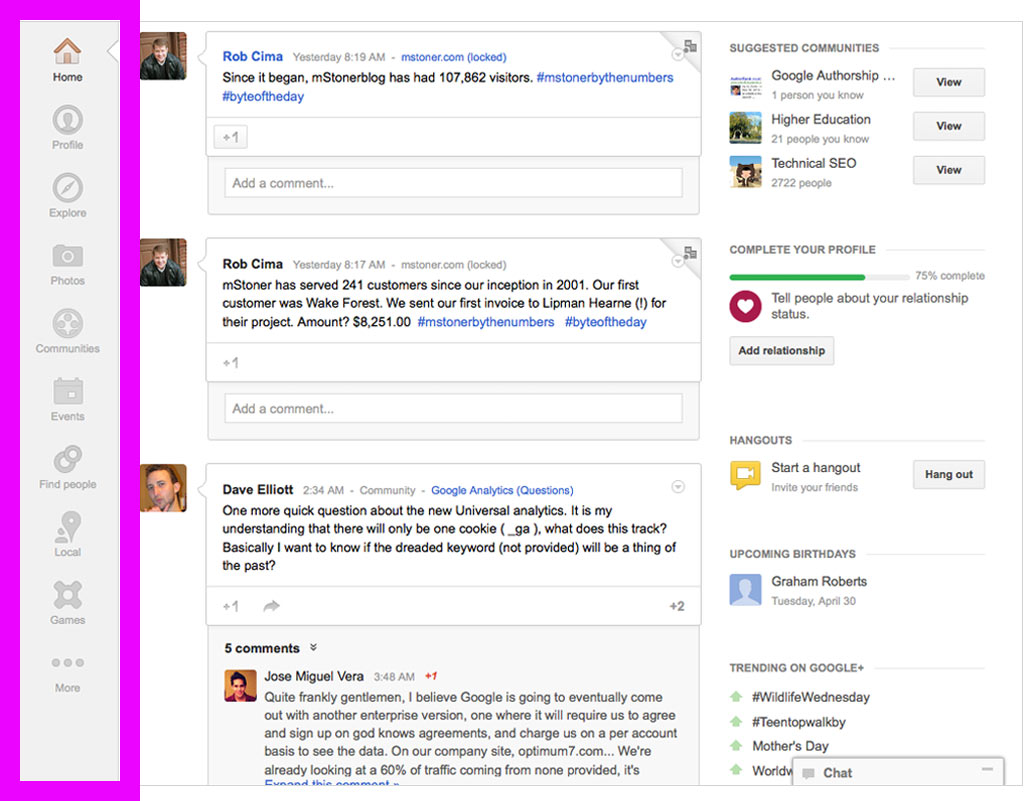 Home
Profile
Explore
Photos
Communities
Events
Find people
Local
Games
More
Rob Cima Yesterday 8:19 AM - mstoner.com (locked)
Since it began, mStonerblog has had 107,862 visitors. #mstonerbythenumbers
#byteoftheday
+1
Add a comment...
Rob Cima Yesterday 8:17 AM - mstoner.com (locked)
mStoner has served 241 customers since our inception in 2001. Our first
customer was Wake Forest. We sent our first invoice to Lipman Hearne (!) for
their project. Amount? $8,251.00 #mstonerbythenumbers #byteoftheday
+1
Add a comment...
Dave Elliott 2:34 AM - Community - Google Analytics (Questions)
One more quick question about the new Universal analytics. It is my
understanding that there will only be one cookie ( _ga ), what does this track?
Basically I want to know if the dreaded keyword (not provided) will be a thing of
the past?
+1 +2
5 comments
Jose Miguel Vera 3:48 AM +1
Quite frankly gentlemen, I believe Google is going to eventually come
out with another enterprise version, one where it will require us to agree
and sign up on god knows agreements, and charge us on a per account
basis to see the data. On our company site, optimum7.com... We're
already looking at a 60% of traffic coming from none provided, it's
Expand this comment »
SUGGESTED COMMUNITIES
Google Authorship ...
1 person you know
View
Higher Education
21 people you know
View
Technical SEO
2722 people
View
COMPLETE YOUR PROFILE
75% complete
Tell people about your relationship
status.
Add relationship
HANGOUTS
Start a hangout
Invite your friends
Hang out
UPCOMING BIRTHDAYS
Graham Roberts
Tuesday, April 30
TRENDING ON GOOGLE+
#WildlifeWednesday
#Teentopwalkby
Mother's Day
Worldw
Chat